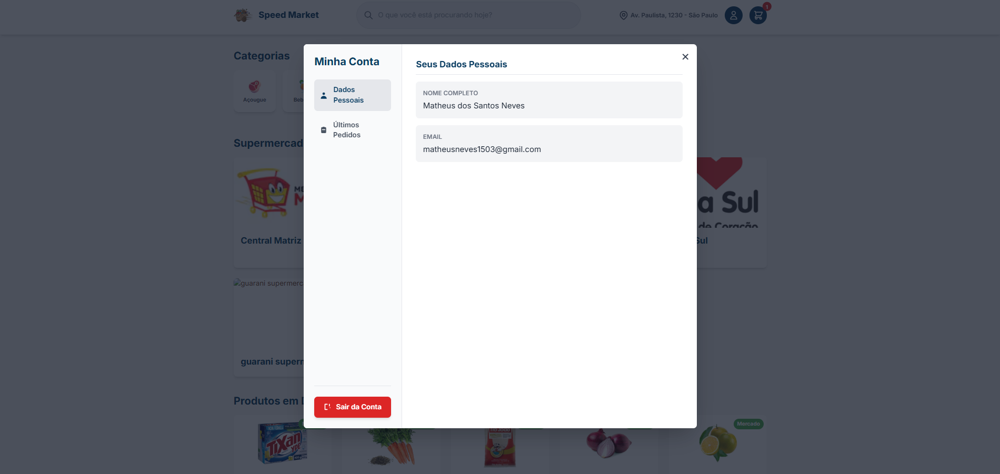 Speed Market
O que você está procurando hoje?
Av. Paulista, 1230 - São Paulo
1
Categorias
Açougue
Beb
Supermercad
Central Matriz
a Sul
de Coração
Sul
guarani supermerc
guarani superm
Produtos em
TIXAN
YPÊ
Mercado
Minha Conta
Dados
Pessoais
Últimos
Pedidos
Sair da Conta
Seus Dados Pessoais
NOME COMPLETO
Matheus dos Santos Neves
EMAIL
matheusneves1503@gmail.com